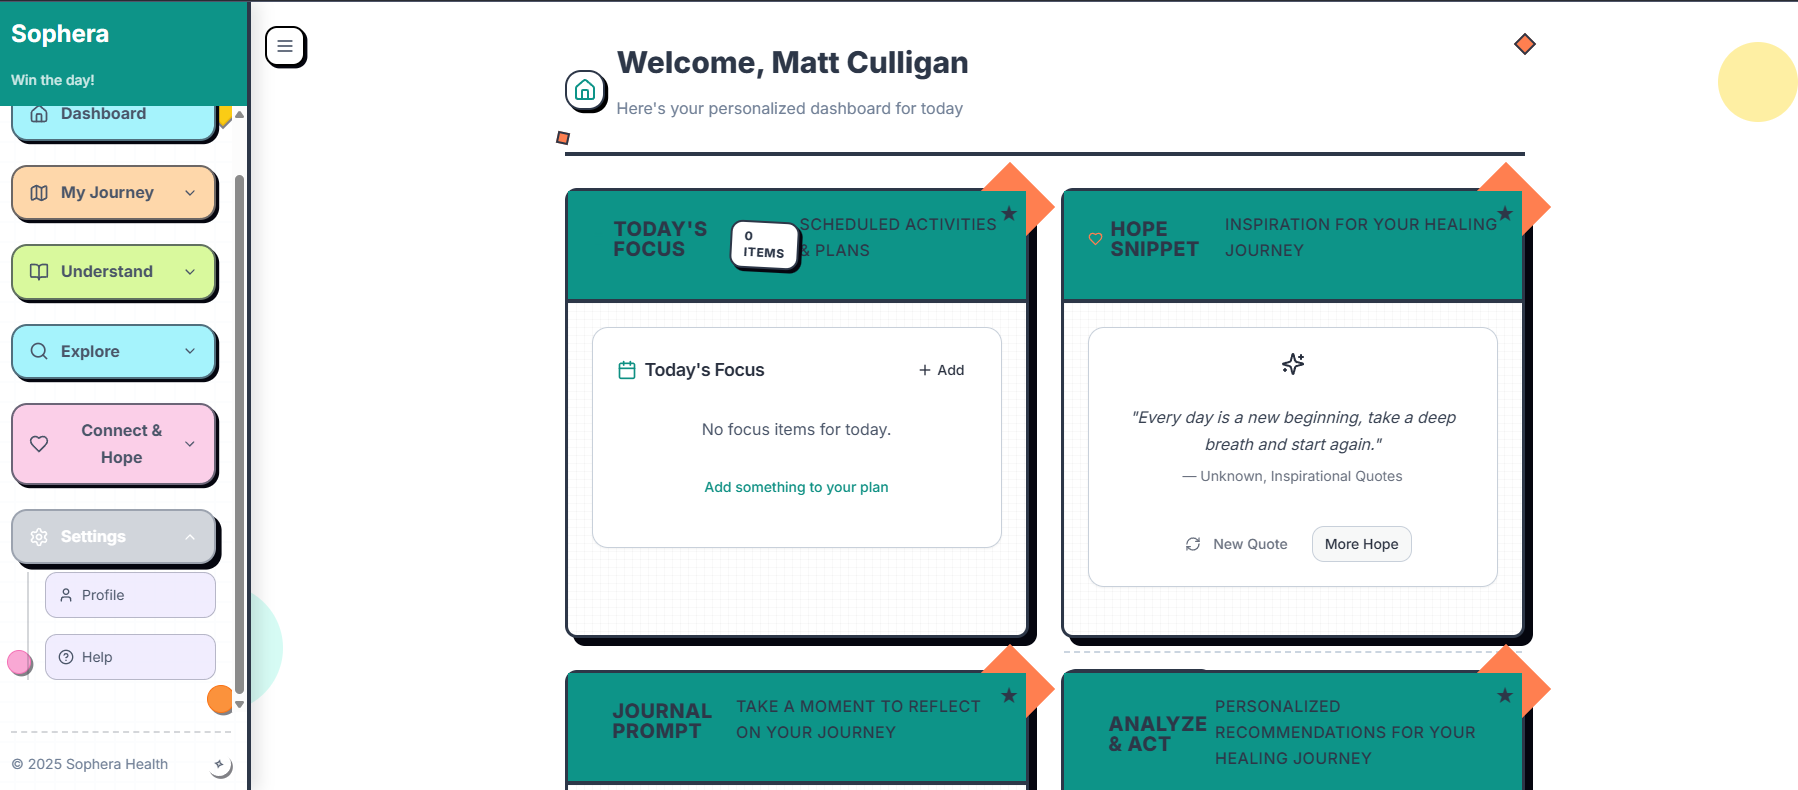 Sophera
Win the day!
Dashboard
My Journey
Understand
Explore
Connect &
Hope
Settings
Profile
Help
© 2025 Sophera Health
Welcome, Matt Culligan
Here's your personalized dashboard for today
TODAY'S
FOCUS
0
ITEMS
SCHEDULED ACTIVITIES
& PLANS
Today's Focus
+ Add
No focus items for today.
Add something to your plan
HOPE
SNIPPET
INSPIRATION FOR YOUR HEALING
JOURNEY
"Every day is a new beginning, take a deep
breath and start again."
— Unknown, Inspirational Quotes
New Quote
More Hope
JOURNAL
PROMPT
TAKE A MOMENT TO REFLECT
ON YOUR JOURNEY
ANALYZE
& ACT
PERSONALIZED
RECOMMENDATIONS FOR YOUR
HEALING JOURNEY